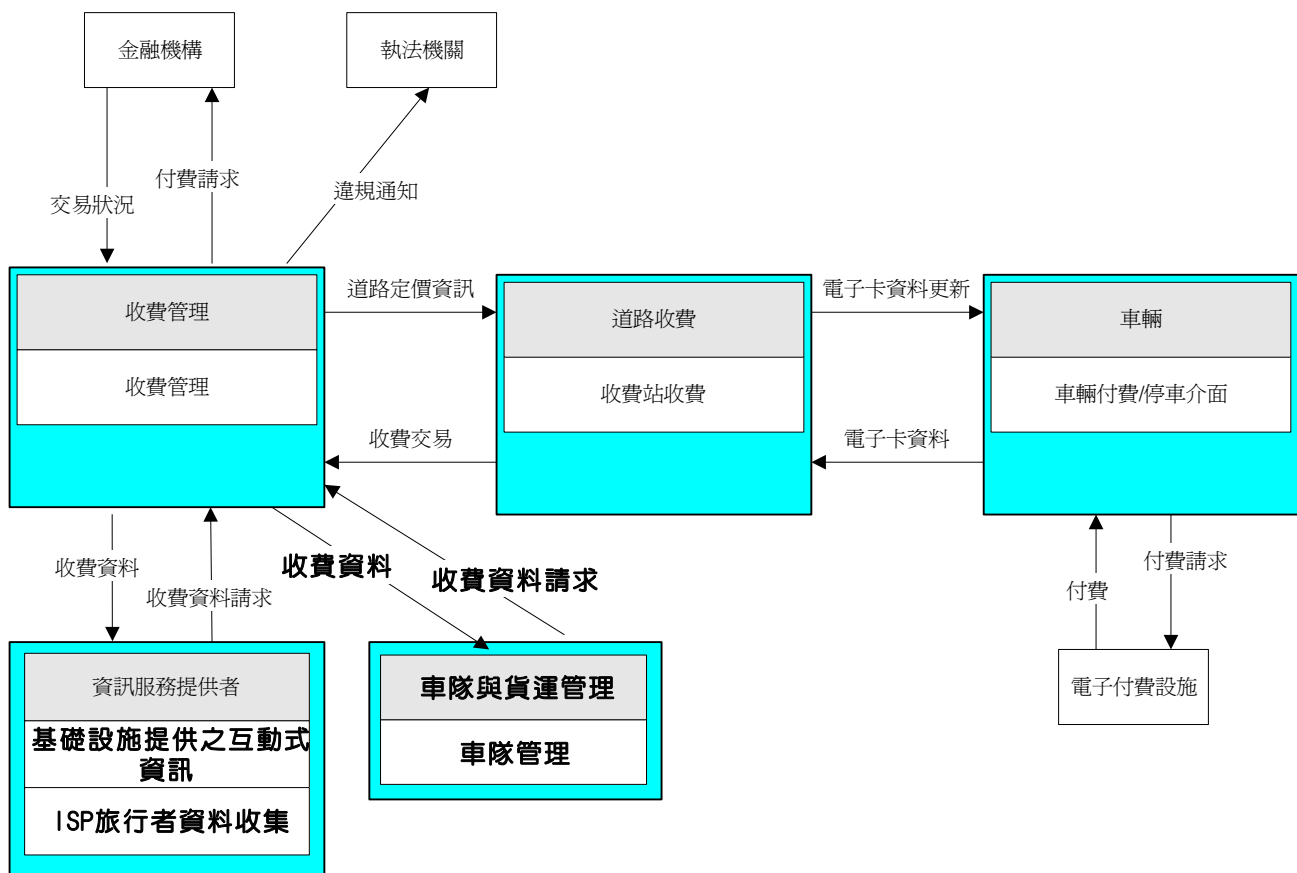 金融機構
執法機關
付費請求
違規通知
交易狀況
收費管理
道路定價資訊
道路收費
電子卡資料更新
車輛
收費管理
收費站收費
車輛付費/停車介面
收費交易
電子卡資料
收費資料
收費資料請求
收費資料
收費資料請求
付費
付費請求
資訊服務提供者
車隊與貨運管理
電子付費設施
基礎設施提供之互動式
資訊
車隊管理
ISP旅行者資料收集